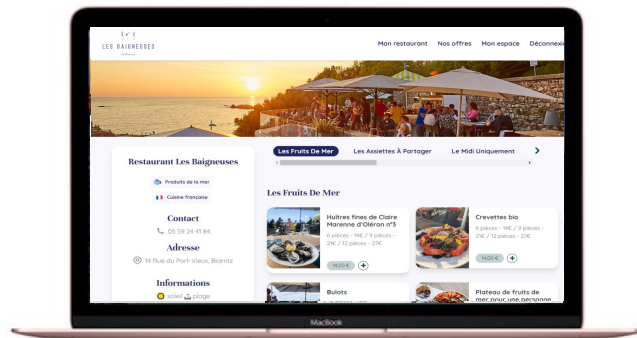 LES BAIGNEUSES
Mon restaurant
Nos offres
Mon espace
Déconnexi
Restaurant Les Baigneuses
Produits de la mer
Cuisine française
Contact
05 59 24 41 84
Adresse
14 Rue du Port-Vieux, Biarritz
Informations
soleil
plage
Les Fruits De Mer
Les Assiettes À Partager
Le Midi Uniquement
Les Fruits De Mer
Huîtres fines de Claire
Marenne d'Oléron n°3
6 pièces - 14€ / 9 pièces -
21€ / 12 pièces - 27€
14.00 €
Crevettes bio
6 pièces - 14€ / 9 pièces -
21€ / 12 pièces - 27€
14.00 €
Bulots
Plateau de fruits de
mer pour une personne
MacBook